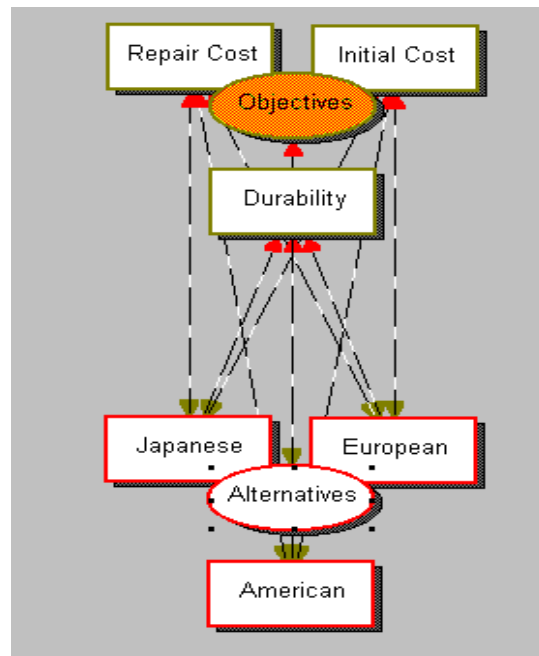 Repair Cost
Initial Cost
Objectives
Durability
Japanese
European
Alternatives
American